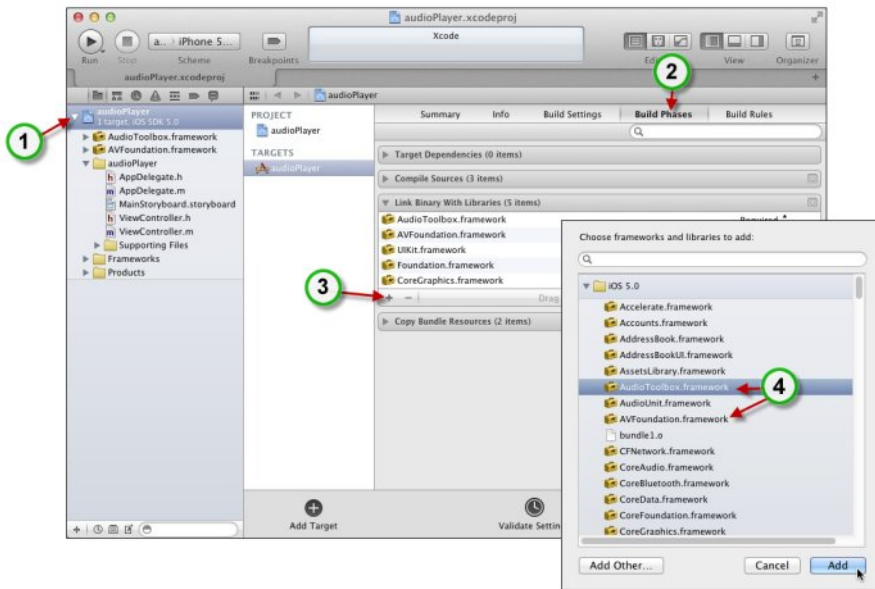 audioPlayer.xcodeproj
Run
Stop
a... iPhone 5...
Scheme
Breakpoints
Xcode
View
Organizer
audioPlayer.xcodeproj
audioPlayer
1
audioPlayer
1 target, iOS SDK 5.0
AudioToolbox.framework
AVFoundation.framework
audioPlayer
AppDelegate.h
AppDelegate.m
MainStoryboard.storyboard
ViewController.h
ViewController.m
Supporting Files
Frameworks
Products
PROJECT
audioPlayer
TARGETS
audioPlayer
2
Summary
Info
Build Settings
Build Phases
Build Rules
Target Dependencies (0 items)
Compile Sources (3 items)
Link Binary With Libraries (5 items)
AudioToolbox.framework
Required
AVFoundation.framework
UIKit.framework
Foundation.framework
CoreGraphics.framework
3
+ −
Drag
Copy Bundle Resources (2 items)
Add Target
Choose frameworks and libraries to add:
iOS 5.0
Accelerate.framework
Accounts.framework
AddressBook.framework
AddressBookUI.framework
AssetsLibrary.framework
AudioToolbox.framework
4
AudioUnit.framework
AVFoundation.framework
bundle1.o
CFNetwork.framework
CoreAudio.framework
CoreBluetooth.framework
CoreData.framework
CoreFoundation.framework
CoreGraphics.framework
Add Other...
Cancel
Add
Validate